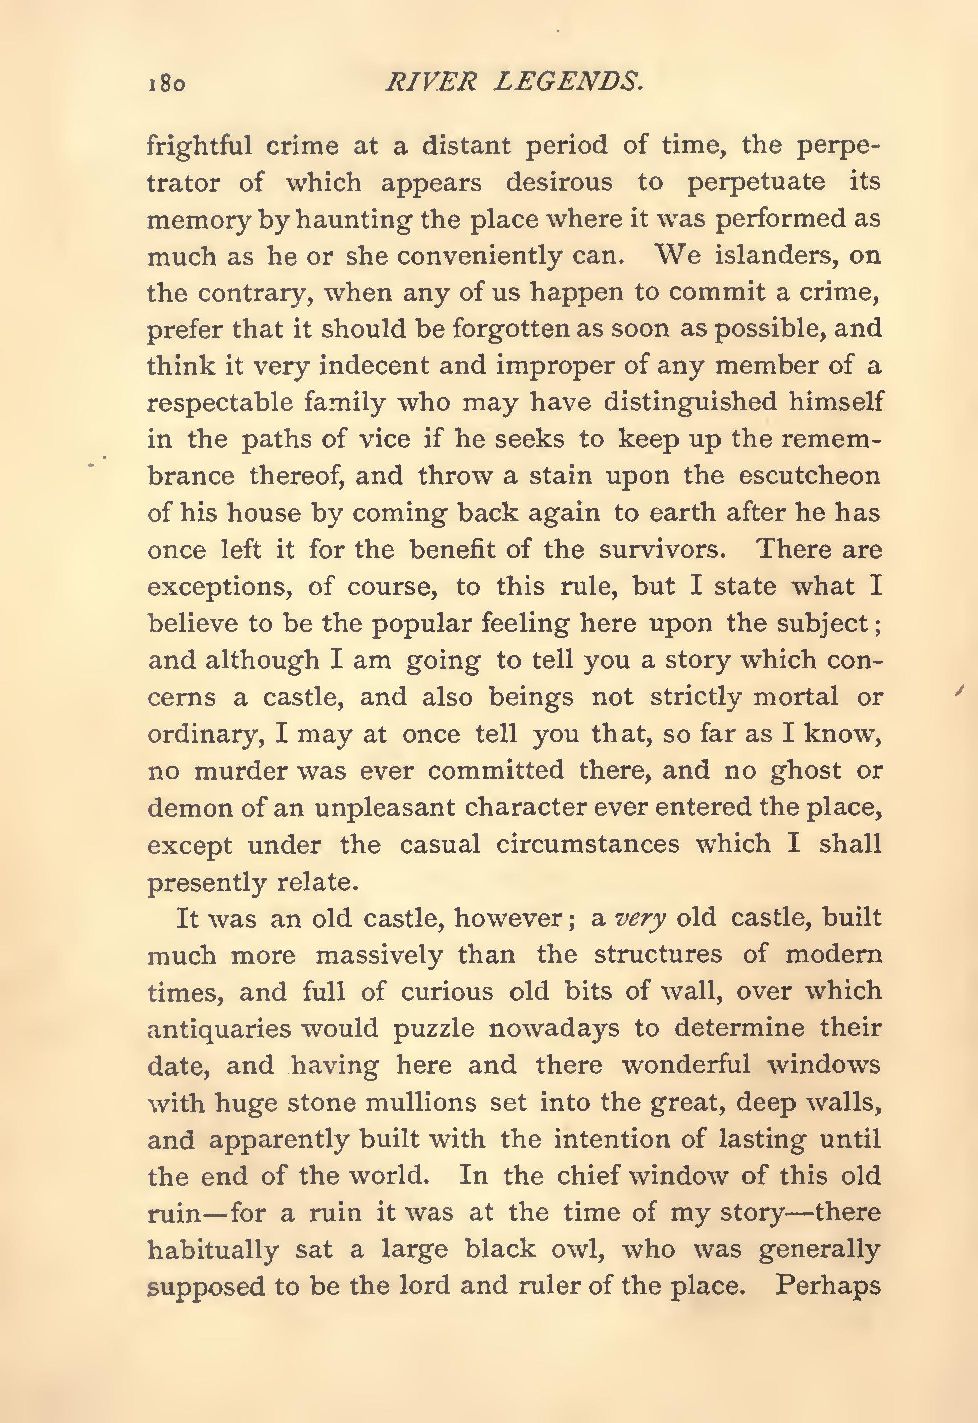 180 RIVER LEGENDS.
frightful crime at a distant period of time, the perpe-
trator of which appears desirous to perpetuate its
memory by haunting the place where it was performed as
much as he or she conveniently can. We islanders, on
the contrary, when any of us happen to commit a crime,
prefer that it should be forgotten as soon as possible, and
think it very indecent and improper of any member of a
respectable family who may have distinguished himself
in the paths of vice if he seeks to keep up the remem-
brance thereof, and throw a stain upon the escutcheon
of his house by coming back again to earth after he has
once left it for the benefit of the survivors. There are
exceptions, of course, to this rule, but I state what I
believe to be the popular feeling here upon the subject;
and although I am going to tell you a story which con-
cerns a castle, and also beings not strictly mortal or
ordinary, I may at once tell you that, so far as I know,
no murder was ever committed there, and no ghost or
demon of an unpleasant character ever entered the place,
except under the casual circumstances which I shall
presently relate.
It was an old castle, however; a very old castle, built
much more massively than the structures of modern
times, and full of curious old bits of wall, over which
antiquaries would puzzle nowadays to determine their
date, and having here and there wonderful windows
with huge stone mullions set into the great, deep walls,
and apparently built with the intention of lasting until
the end of the world. In the chief window of this old
ruin—for a ruin it was at the time of my story—there
habitually sat a large black owl, who was generally
supposed to be the lord and ruler of the place. Perhaps